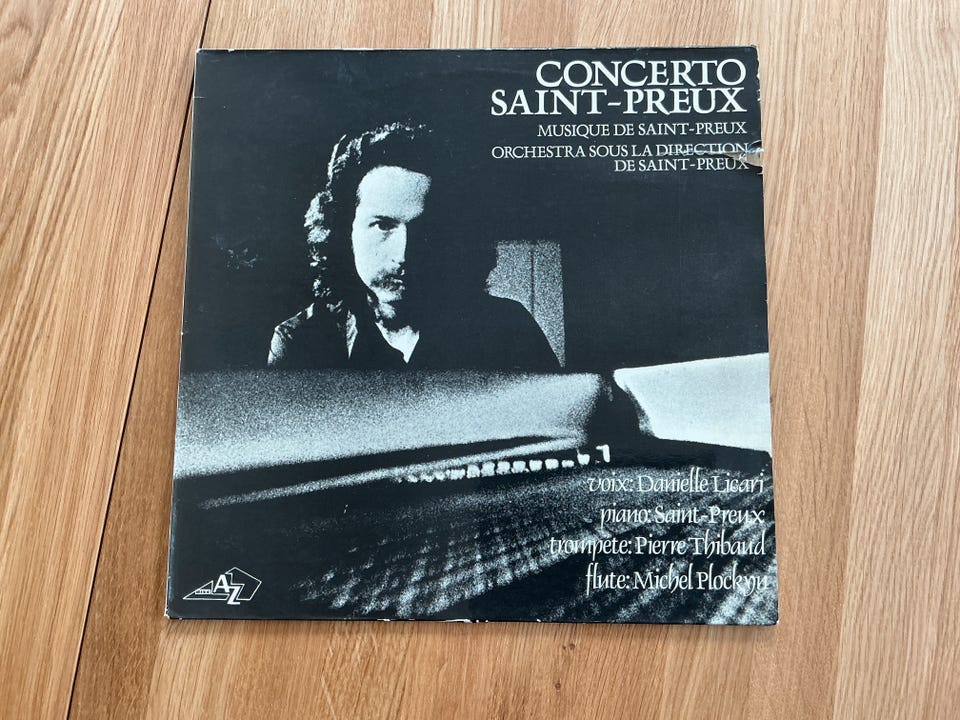 CONCERTO
SAINT-PREUX
MUSIQUE DE SAINT-PREUX
ORCHESTRA SOUS LA DIRECTION
DE SAINT-PREUX
voix: Danielle Licari
piano: Saint-Preux
trompete: Pierre Thibaud
flute: Michel Plockyn
AZ